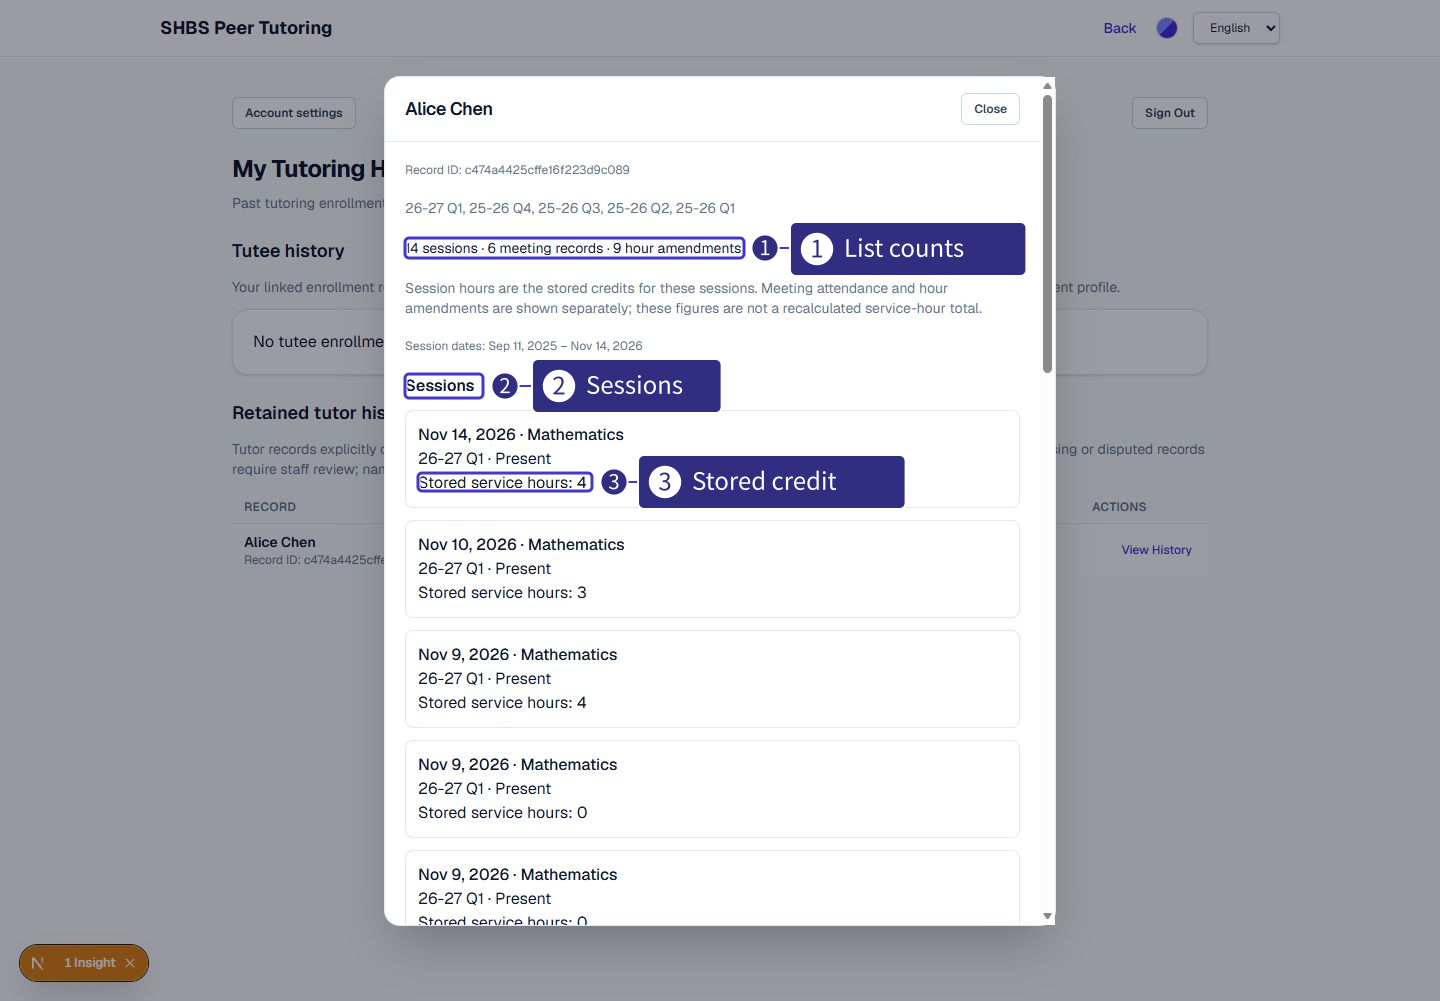 SHBS Peer Tutoring
Back
English
Account settings
Sign Out
My Tutoring H
Past tutoring enrollment
Tutee history
Your linked enrollment r
ent profile.
No tutee enrollme
Retained tutor his
Tutor records explicitly
ing or disputed records
require staff review; nan
RECORD
ACTIONS
Alice Chen
Record ID: c474a4425cffe
View History
Alice Chen
Close
Record ID: c474a4425cffe16f223d9c089
26-27 Q1, 25-26 Q4, 25-26 Q3, 25-26 Q2, 25-26 Q1
14 sessions · 6 meeting records · 9 hour amendments
1
1 List counts
Session hours are the stored credits for these sessions. Meeting attendance and hour
amendments are shown separately; these figures are not a recalculated service-hour total.
Session dates: Sep 11, 2025 – Nov 14, 2026
Sessions
2
2 Sessions
Nov 14, 2026 · Mathematics
26-27 Q1 · Present
Stored service hours: 4
3
3 Stored credit
Nov 10, 2026 · Mathematics
26-27 Q1 · Present
Stored service hours: 3
Nov 9, 2026 · Mathematics
26-27 Q1 · Present
Stored service hours: 4
Nov 9, 2026 · Mathematics
26-27 Q1 · Present
Stored service hours: 0
Nov 9, 2026 · Mathematics
26-27 Q1 · Present
Stored service hours: 0
N 1 Insight